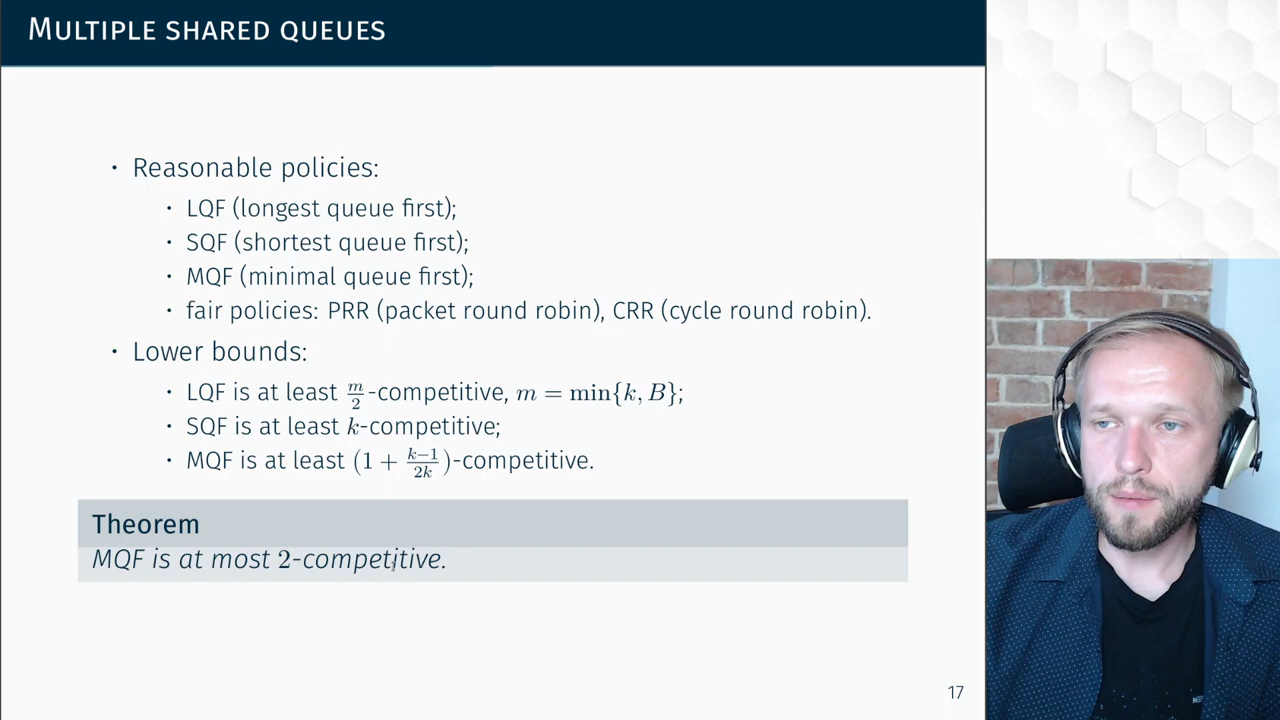 Multiple shared queues
• Reasonable policies:
• LQF (longest queue first);
• SQF (shortest queue first);
• MQF (minimal queue first);
• fair policies: PRR (packet round robin), CRR (cycle round robin).
• Lower bounds:
• LQF is at least m/2-competitive, m = min{k, B};
• SQF is at least k-competitive;
• MQF is at least (1 + k−1/2k)-competitive.
Theorem
MQF is at most 2-competitive.
17